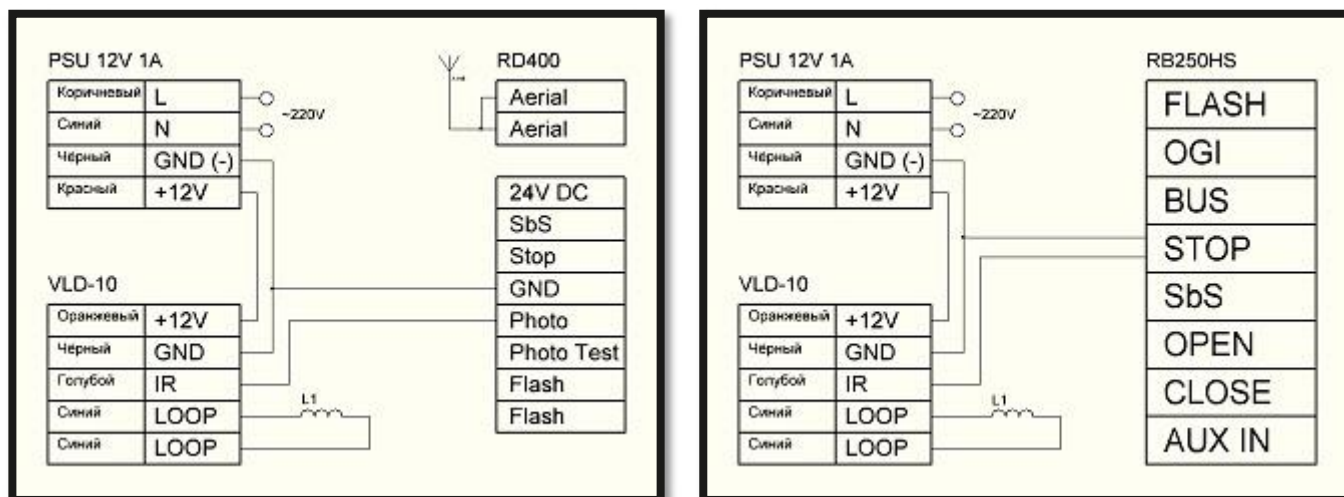 PSU 12V 1A
Коричневый L
Синий N
Чёрный GND (-)
Красный +12V
~220V
VLD-10
Оранжевый +12V
Чёрный GND
Голубой IR
Синий LOOP
Синий LOOP
L1
RD400
Aerial
Aerial
24V DC
SbS
Stop
GND
Photo
Photo Test
Flash
Flash
PSU 12V 1A
Коричневый L
Синий N
Чёрный GND (-)
Красный +12V
~220V
VLD-10
Оранжевый +12V
Чёрный GND
Голубой IR
Синий LOOP
Синий LOOP
L1
RB250HS
FLASH
OGI
BUS
STOP
SbS
OPEN
CLOSE
AUX IN